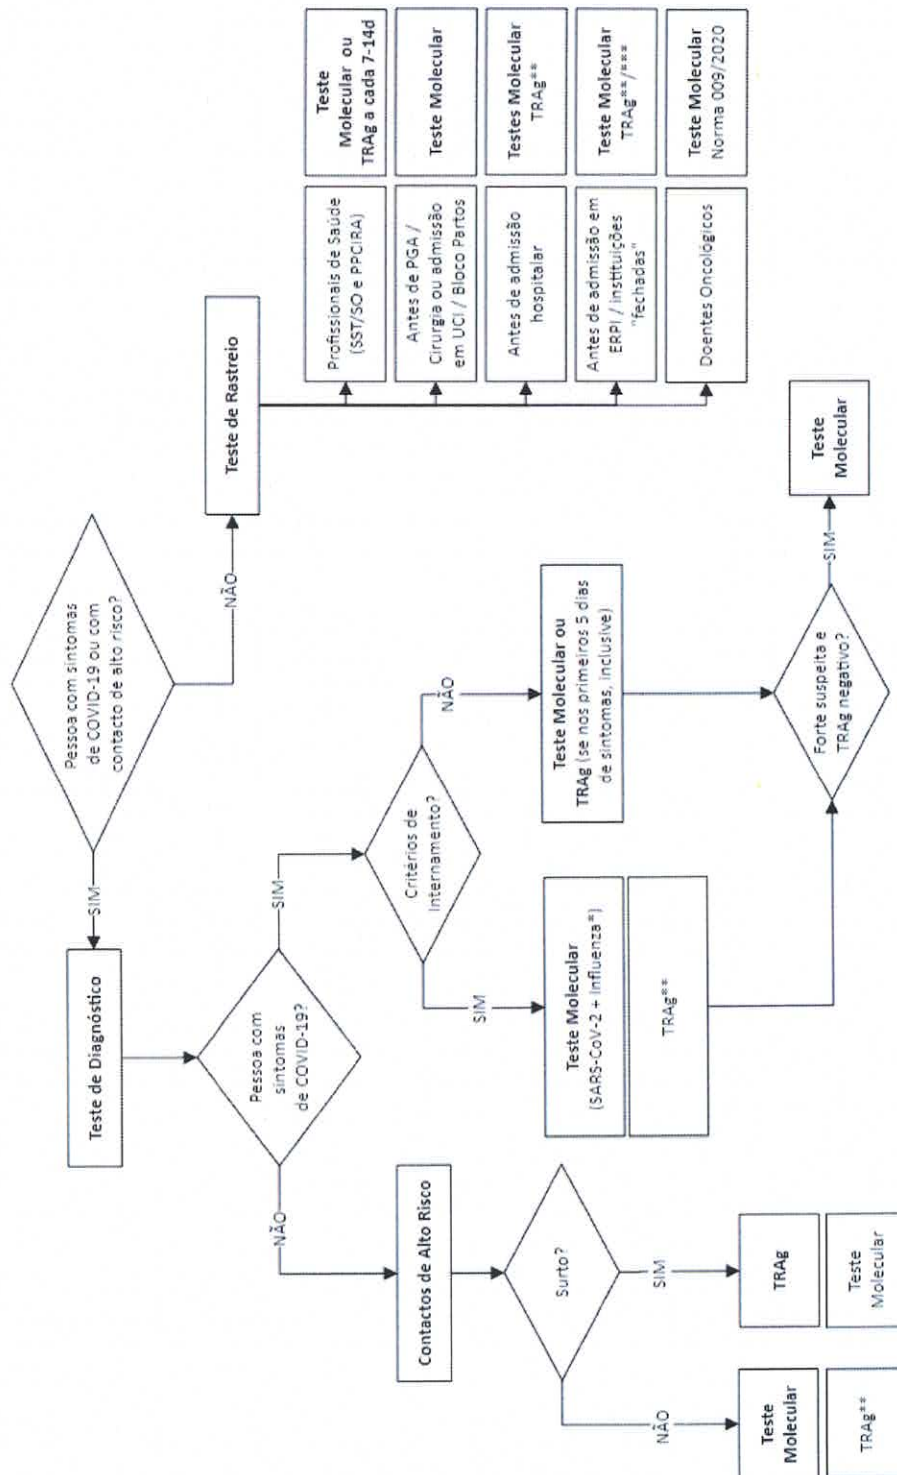 Pessoa com sintomas
de COVID-19 ou com
contacto de alto risco?
SIM
NÃO
Teste de Diagnóstico
Teste de Rastreio
Pessoa com
sintomas
de COVID-19?
NÃO
SIM
Contactos de Alto Risco
Critérios de
Internamento?
SIM
NÃO
Surto?
NÃO
SIM
Teste
Molecular
TRAg**
TRAg
Teste
Molecular
Teste Molecular
(SARS-CoV-2 + Influenza*)
TRAg**
Teste Molecular ou
TRAg (se nos primeiros 5 dias
de sintomas, inclusive)
Forte suspeita e
TRAg negativo?
SIM
Teste
Molecular
Profissionais de Saúde
(SST/SO e PPCIRA)
Teste
Molecular ou
TRAg a cada 7-14d
Antes de PGA /
Cirurgia ou admissão
em UCI / Bloco Partos
Teste Molecular
Antes de admissão
hospitalar
Testes Molecular
TRAg**
Antes de admissão em
ERPI / Instituições
"fechadas"
Teste Molecular
TRAg**/***
Doentes Oncológicos
Teste Molecular
Norma 009/2020